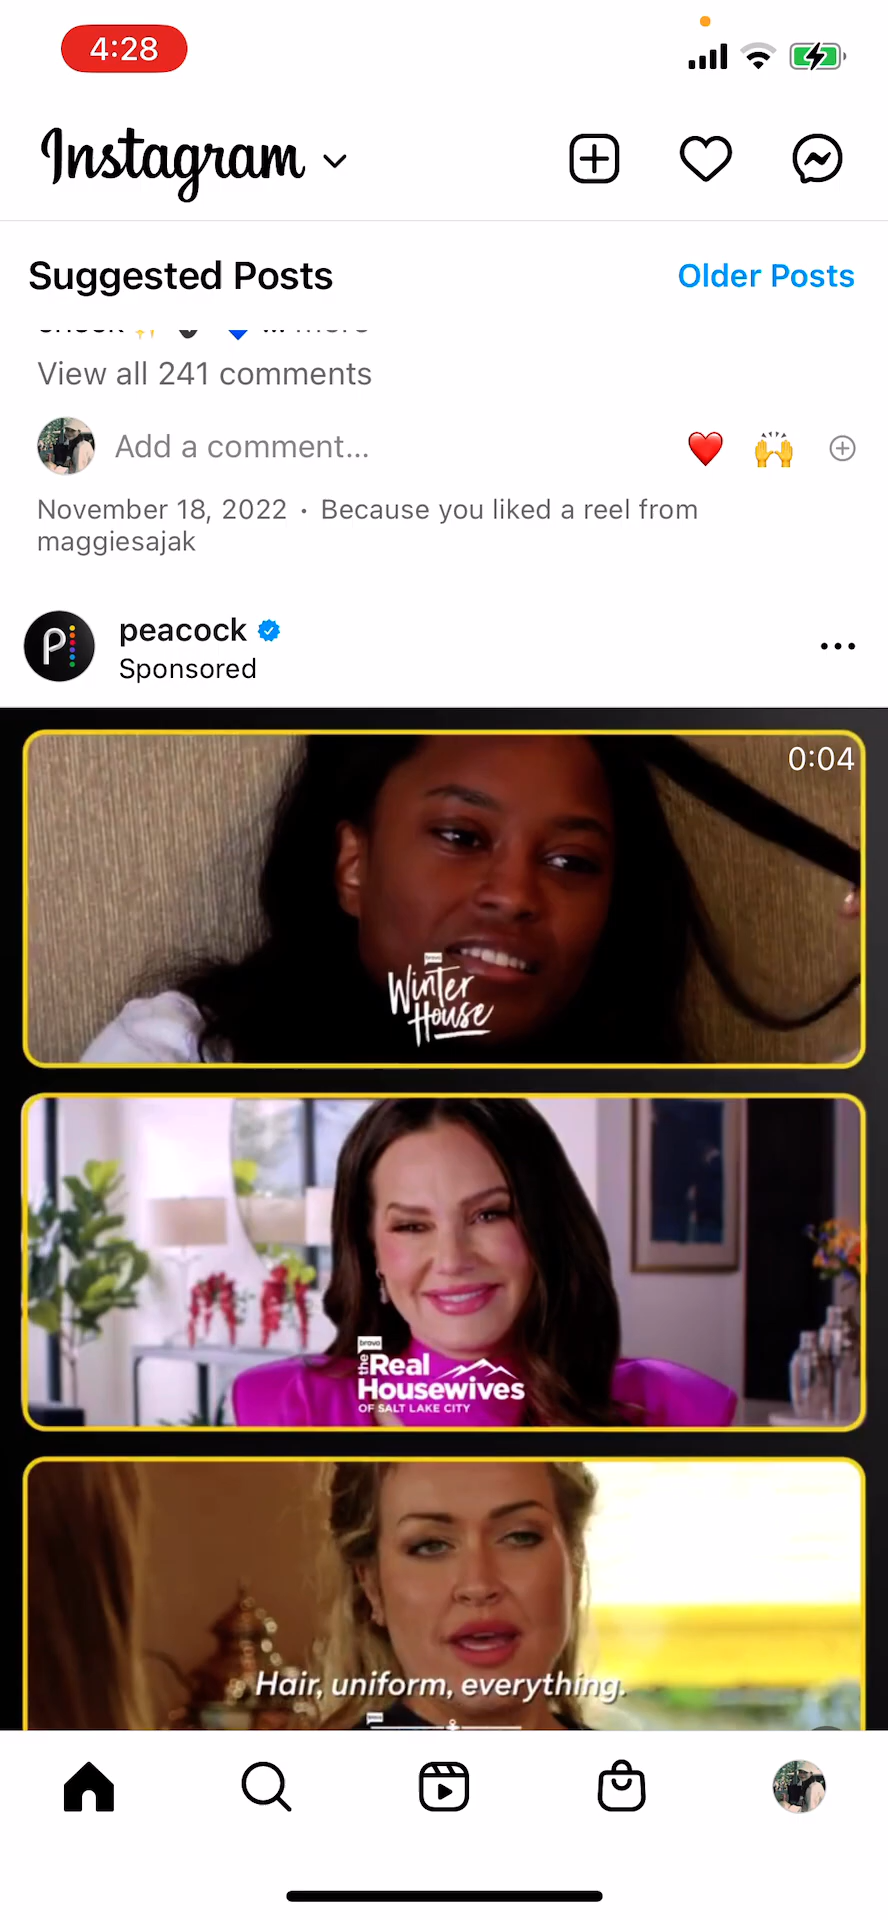 4:28
Instagram
Suggested Posts
Older Posts
... more
View all 241 comments
Add a comment...
November 18, 2022 · Because you liked a reel from
maggiesajak
peacock
Sponsored
0:04
bravo
Winter
House
bravo
the Real
Housewives
OF SALT LAKE CITY
Hair, uniform, everything.